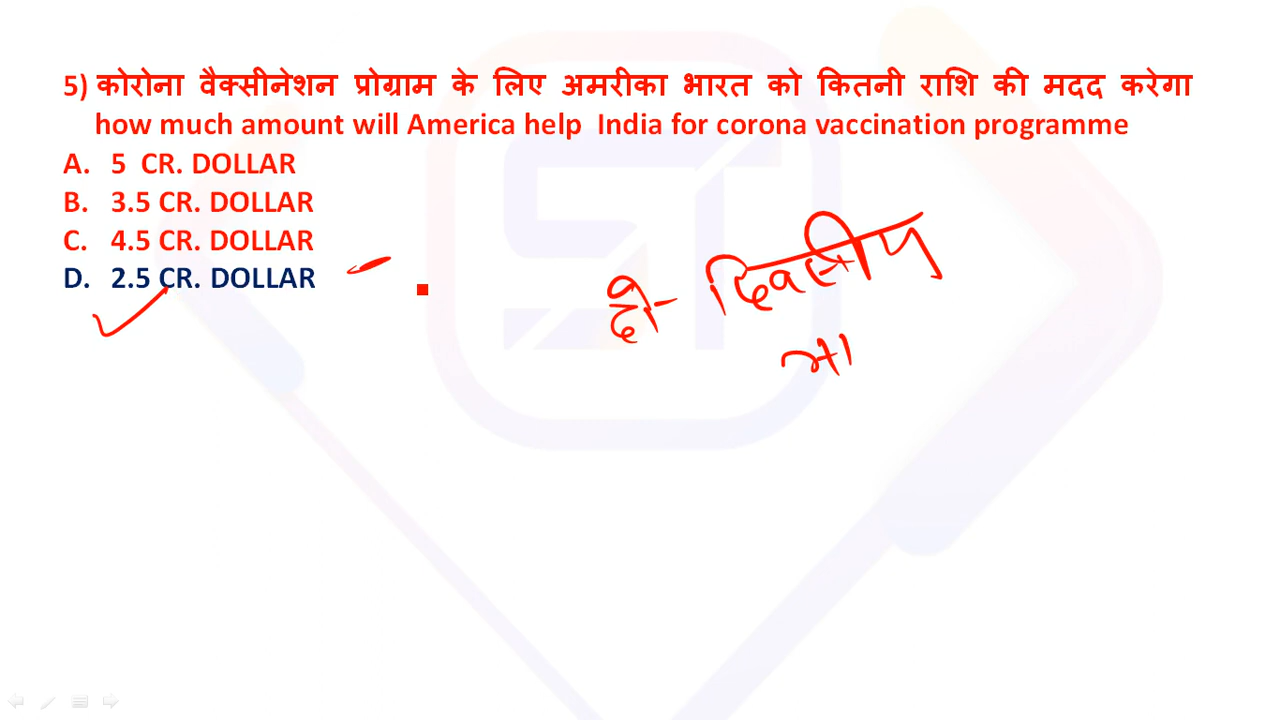 5) कोरोना वैक्सीनेशन प्रोग्राम के लिए अमरीका भारत को कितनी राशि की मदद करेगा
how much amount will America help India for corona vaccination programme
A. 5 CR. DOLLAR
B. 3.5 CR. DOLLAR
C. 4.5 CR. DOLLAR
D. 2.5 CR. DOLLAR
दो - दिवसीय